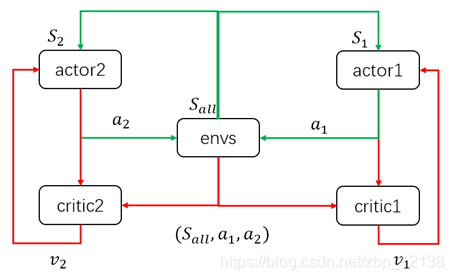 S₂
S₁
actor2
actor1
Sₐₗₗ
a₂
envs
a₁
critic2
critic1
(Sₐₗₗ, a₁, a₂)
v₂
v₁